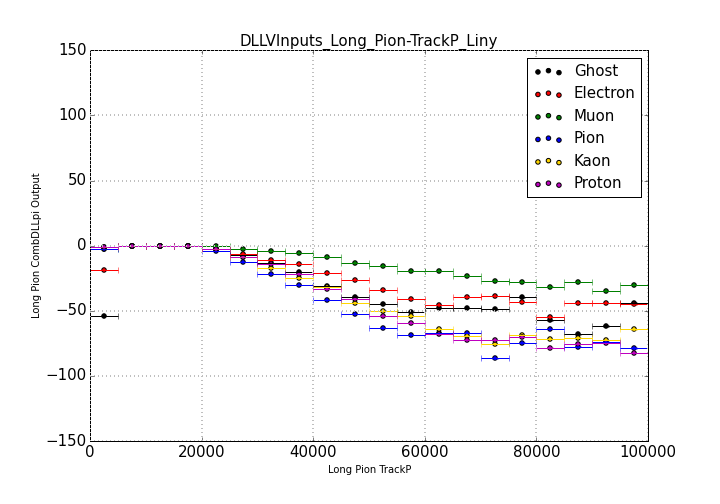 DLLVInputs_Long_Pion-TrackP_Liny
150
100
50
0
−50
−100
−150
Long Pion CombDLLpi Output
Ghost
Electron
Muon
Pion
Kaon
Proton
0 20000 40000 60000 80000 100000
Long Pion TrackP